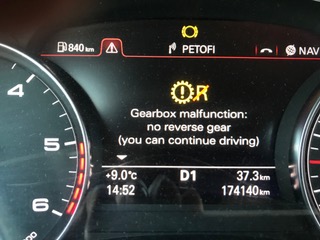 840 km PETOFI NAV
R
Gearbox malfunction:
no reverse gear
(you can continue driving)
4
5
6
+9.0°C D1 37.3 km
14:52 174140 km